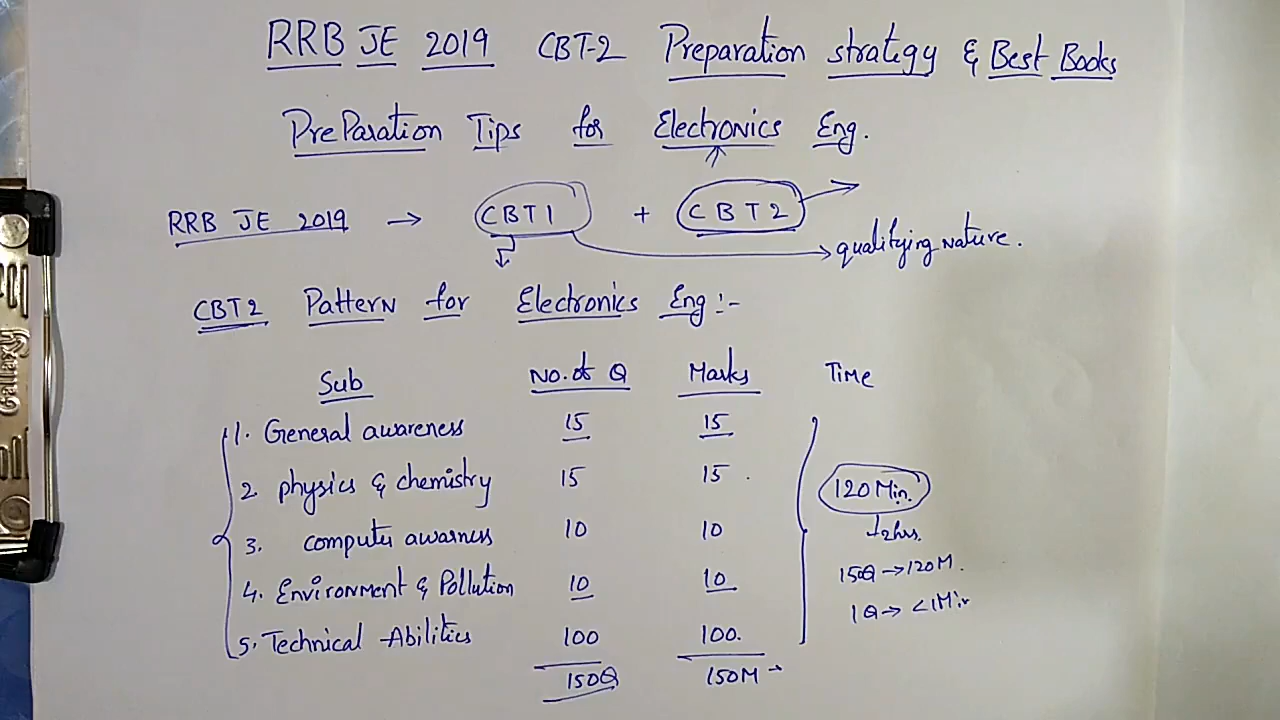 RRB JE 2019 CBT-2 Preparation strategy & Best Books
Preparation Tips for Electronics Eng.
RRB JE 2019 → CBT1 + CBT2 →
→ qualifying nature.
CBT2 Pattern for Electronics Eng :-
Sub No. of Q Marks Time
1. General awareness 15 15
2 physics & chemistry 15 15 .
120 Min.
3. computer awarness 10 10
2hrs.
4. Environment & Pollution 10 10
150Q → 120M.
1Q → <1Min
5. Technical Abilities 100 100.
150Q 150M →